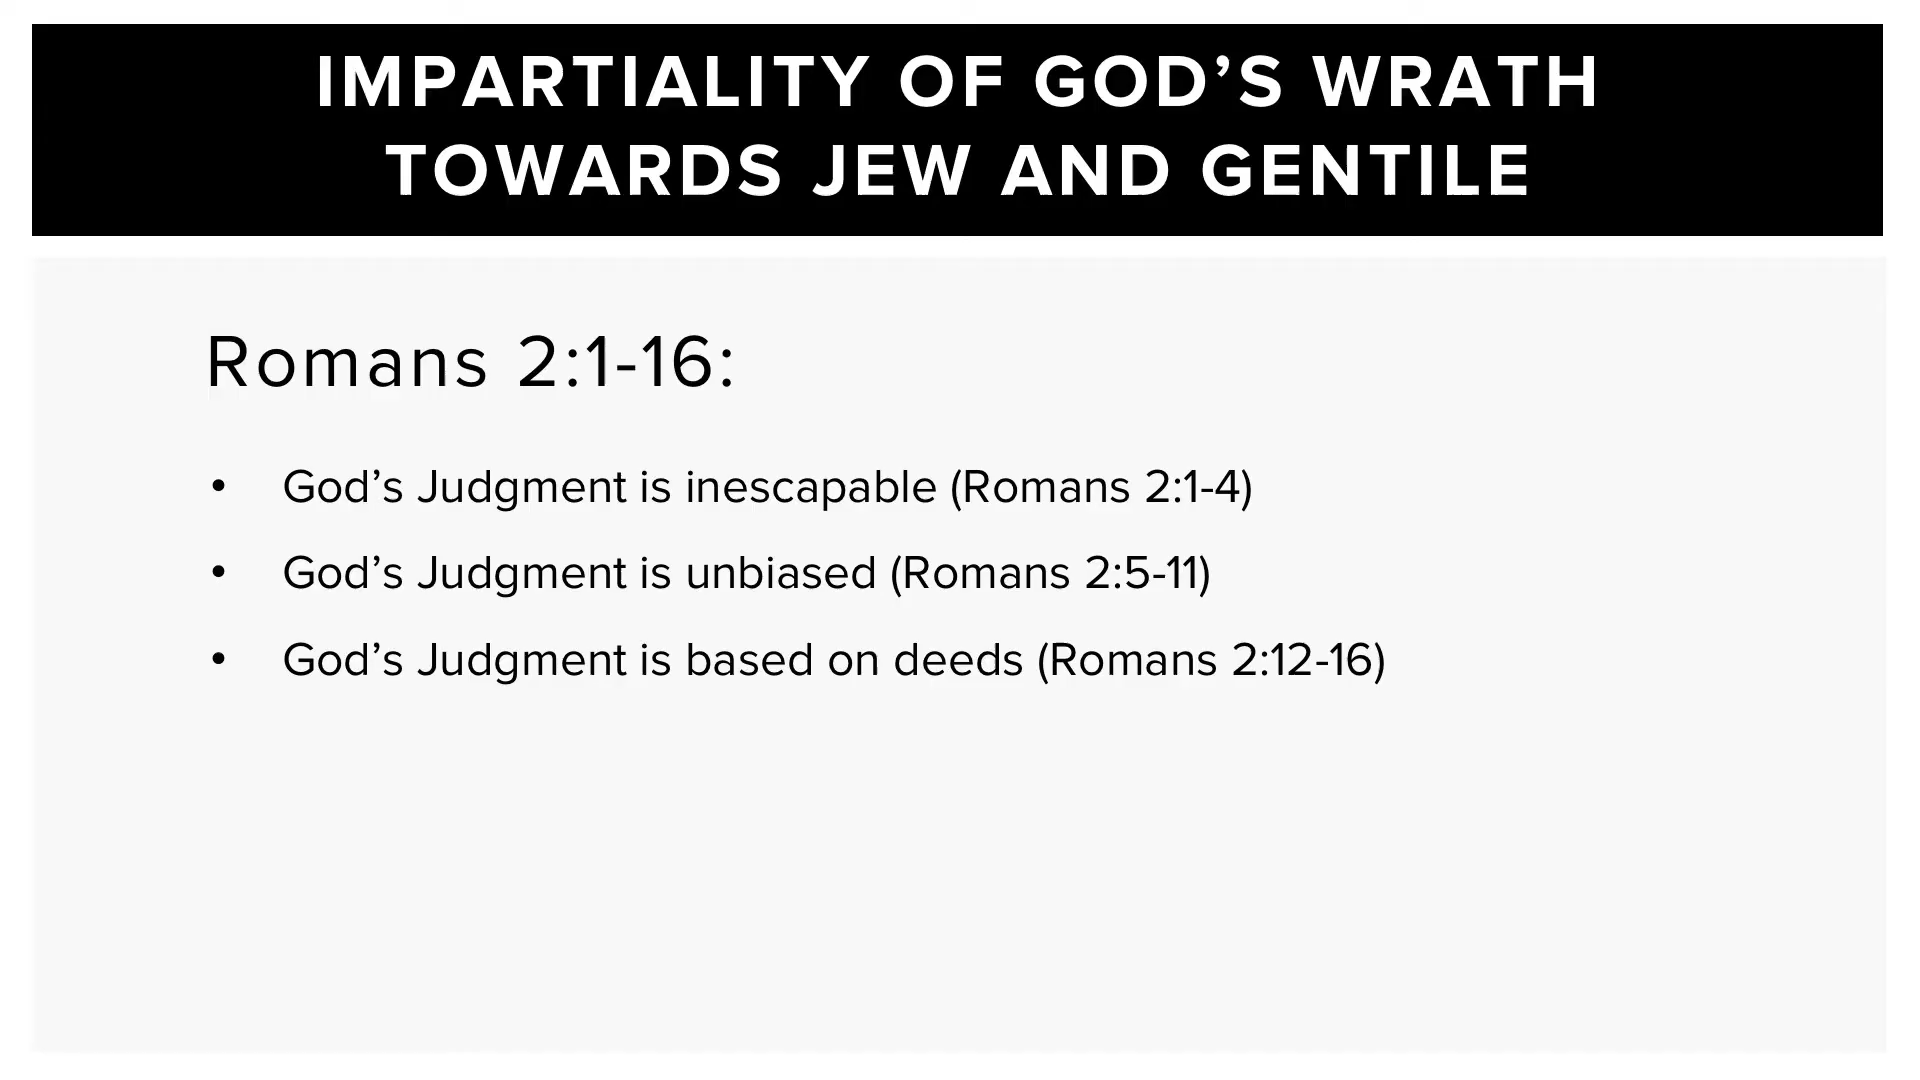 IMPARTIALITY OF GOD’S WRATH
TOWARDS JEW AND GENTILE
Romans 2:1-16:
• God’s Judgment is inescapable (Romans 2:1-4)
• God’s Judgment is unbiased (Romans 2:5-11)
• God’s Judgment is based on deeds (Romans 2:12-16)